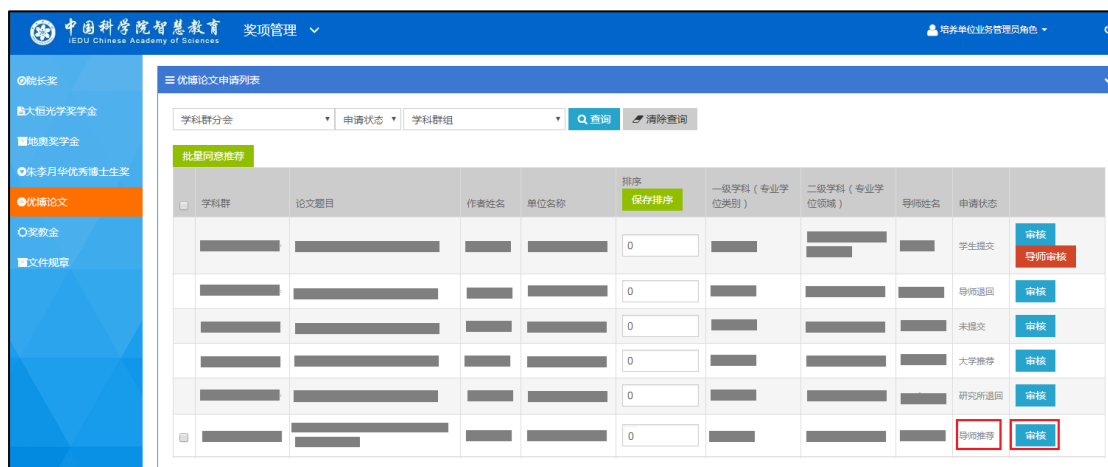 中国科学院智慧教育 奖项管理
iEDU Chinese Academy of Sciences
培养单位业务管理员角色
院长奖
大恒光学奖学金
地奥奖学金
朱李月华优秀博士生奖
优博论文
奖教金
文件规章
优博论文申请列表
学科群分会 申请状态 学科群组 查询 清除查询
批量同意推荐
学科群 论文题目 作者姓名 单位名称 排序 保存排序 一级学科（专业学位类别） 二级学科（专业学位领域） 导师姓名 申请状态
0 学生提交 审核 导师审核
0 导师退回 审核
0 未提交 审核
0 大学推荐 审核
0 研究所退回 审核
0 导师推荐 审核